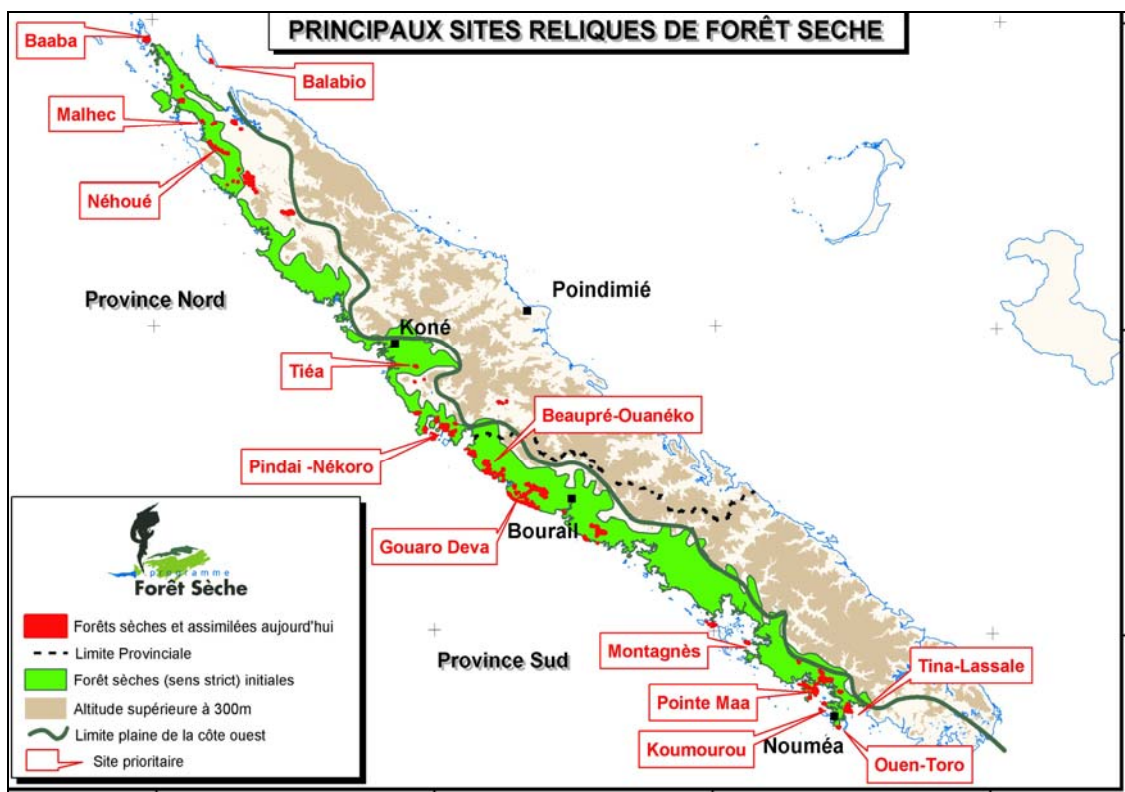 PRINCIPAUX SITES RELIQUES DE FORÊT SECHE
Baaba
Balabio
Malhec
Néhoué
Province Nord
Poindimié
Koné
Tiéa
Beaupré-Ouanéko
Pindai -Nékoro
Gouaro Deva
Bourail
Province Sud
Montagnès
Tina-Lassale
Pointe Maa
Koumourou
Nouméa
Ouen-Toro
programme
Forêt Sèche
Forêts sèches et assimilées aujourd'hui
Limite Provinciale
Forêt sèches (sens strict) initiales
Altitude supérieure à 300m
Limite plaine de la côte ouest
Site prioritaire